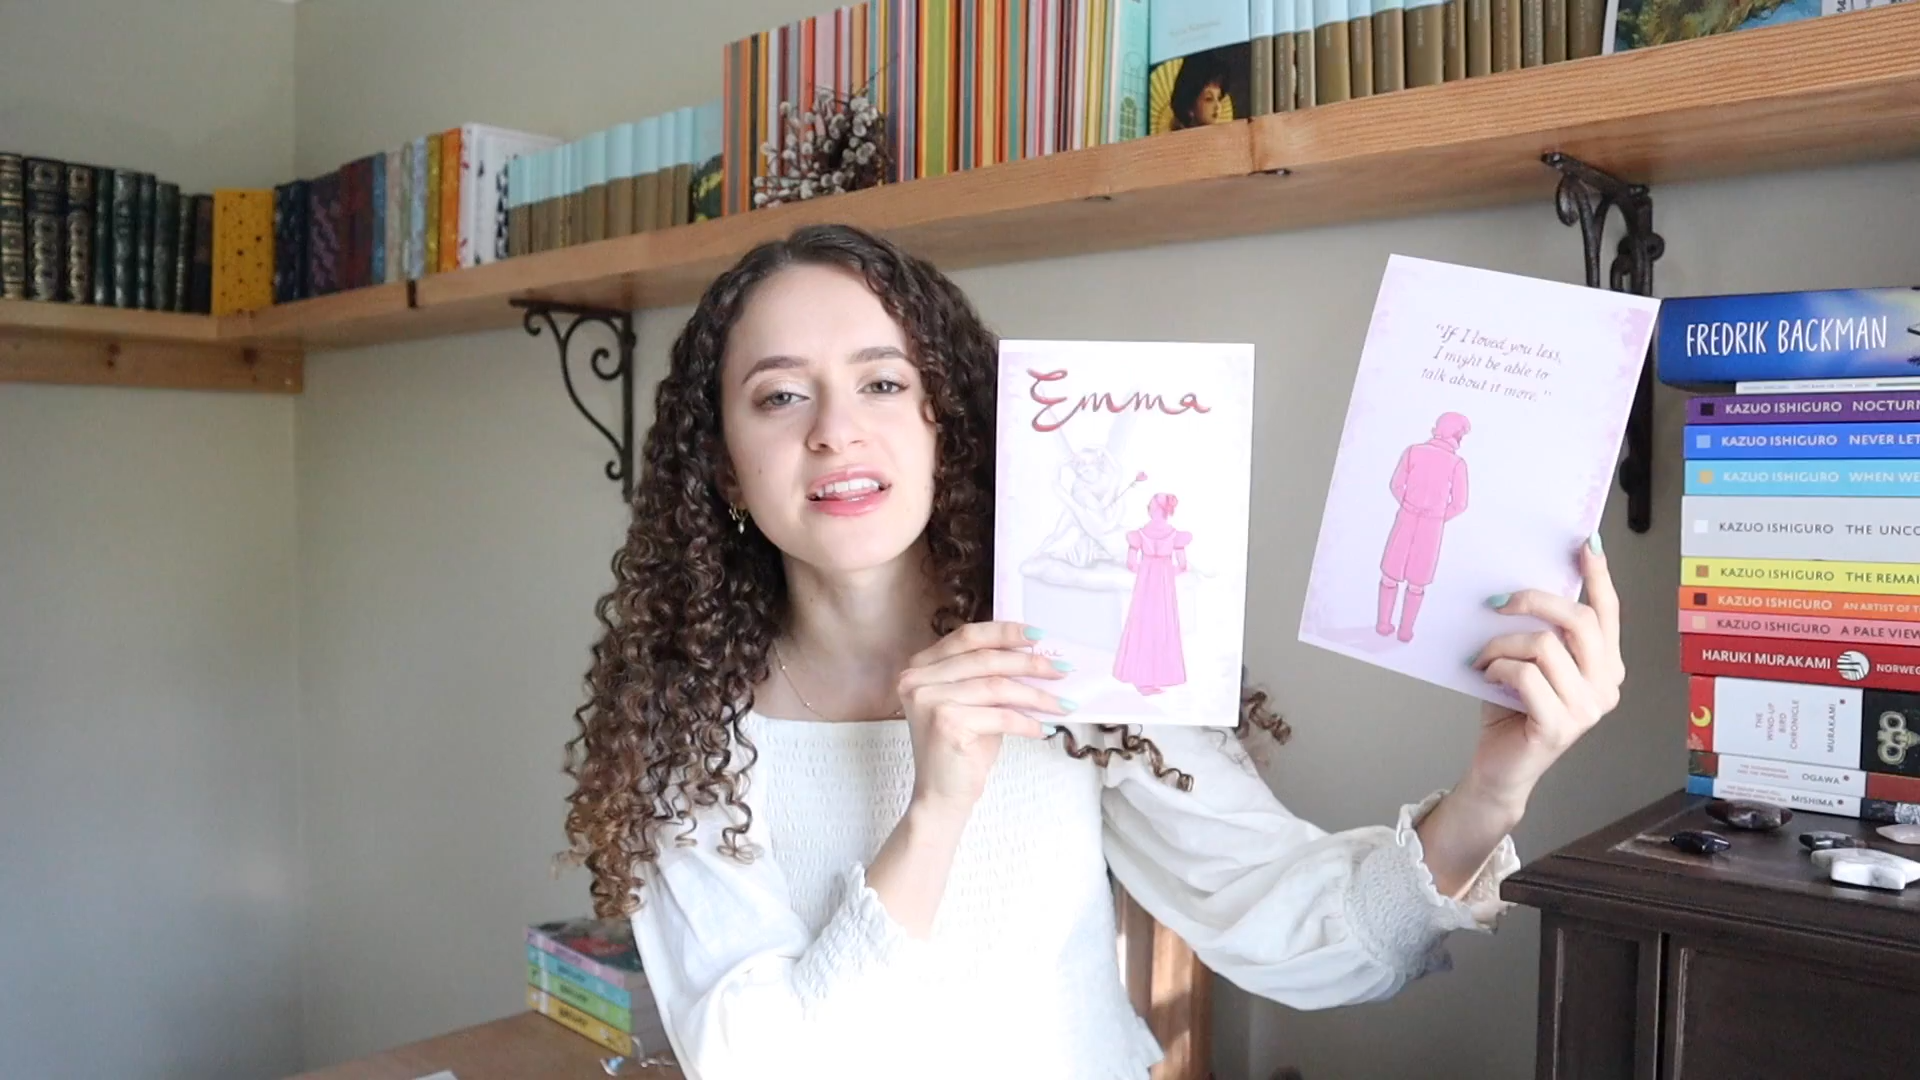 Emma
"If I loved you less,
I might be able to
talk about it more."
FREDRIK BACKMAN
KAZUO ISHIGURO NOCTURN
KAZUO ISHIGURO NEVER LET
KAZUO ISHIGURO WHEN WE
KAZUO ISHIGURO THE UNCO
KAZUO ISHIGURO THE REMAI
KAZUO ISHIGURO AN ARTIST OF T
KAZUO ISHIGURO A PALE VIEW
HARUKI MURAKAMI NORWEG
THE
WIND-UP
BIRD
CHRONICLE
MURAKAMI
OGAWA
MISHIMA